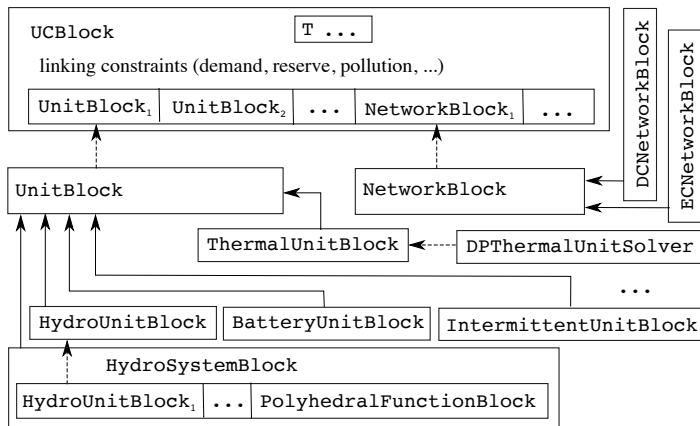 UCBlock
T ...
linking constraints (demand, reserve, pollution, ...)
UnitBlock₁ UnitBlock₂ ... NetworkBlock₁ ...
DCNetworkBlock
ECNetworkBlock
UnitBlock
NetworkBlock
ThermalUnitBlock
DPThermalUnitSolver
...
HydroUnitBlock
BatteryUnitBlock
IntermittentUnitBlock
HydroSystemBlock
HydroUnitBlock₁ ... PolyhedralFunctionBlock